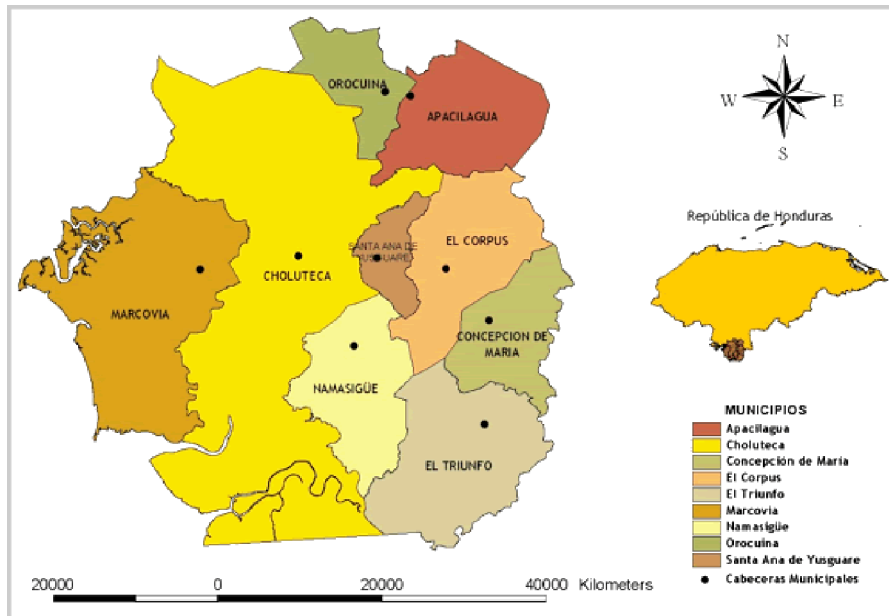 N
W E
S
OROCUINA
APACILAGUA
SANTA ANA DE
YUSGUARE
EL CORPUS
CHOLUTECA
MARCOVIA
CONCEPCION DE
MARIA
NAMASIGÜE
EL TRIUNFO
República de Honduras
MUNICIPIOS
Apacilagua
Choluteca
Concepción de María
El Corpus
El Triunfo
Marcovia
Namasigüe
Orocuina
Santa Ana de Yusguare
Cabeceras Municipales
20000 0 20000 40000 Kilometers